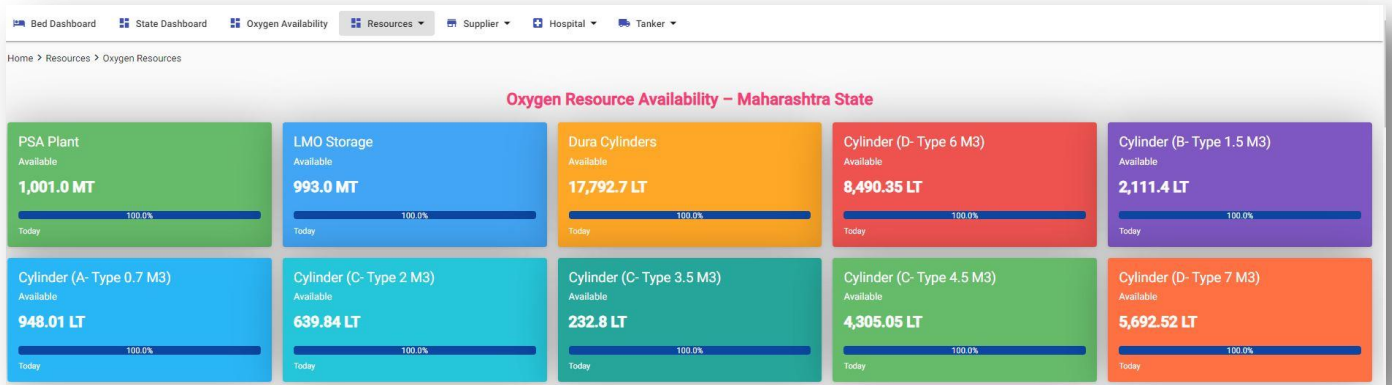 Bed Dashboard State Dashboard Oxygen Availability Resources Supplier Hospital Tanker
Home > Resources > Oxygen Resources
Oxygen Resource Availability – Maharashtra State
PSA Plant
Available
1,001.0 MT
100.0%
Today
LMO Storage
Available
993.0 MT
100.0%
Today
Dura Cylinders
Available
17,792.7 LT
100.0%
Today
Cylinder (D- Type 6 M3)
Available
8,490.35 LT
100.0%
Today
Cylinder (B- Type 1.5 M3)
Available
2,111.4 LT
100.0%
Today
Cylinder (A- Type 0.7 M3)
Available
948.01 LT
100.0%
Today
Cylinder (C- Type 2 M3)
Available
639.84 LT
100.0%
Today
Cylinder (C- Type 3.5 M3)
Available
232.8 LT
100.0%
Today
Cylinder (C- Type 4.5 M3)
Available
4,305.05 LT
100.0%
Today
Cylinder (D- Type 7 M3)
Available
5,692.52 LT
100.0%
Today